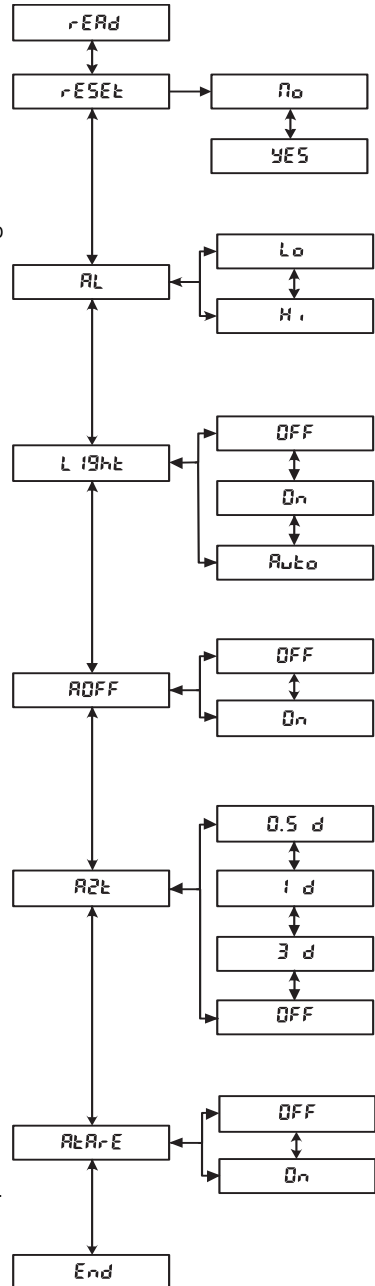 rEAd
rESEt
No
YES
AL
Lo
Hi
LIght
OFF
On
Auto
AOFF
OFF
On
AZt
0.5 d
1 d
3 d
OFF
AtArE
OFF
On
End